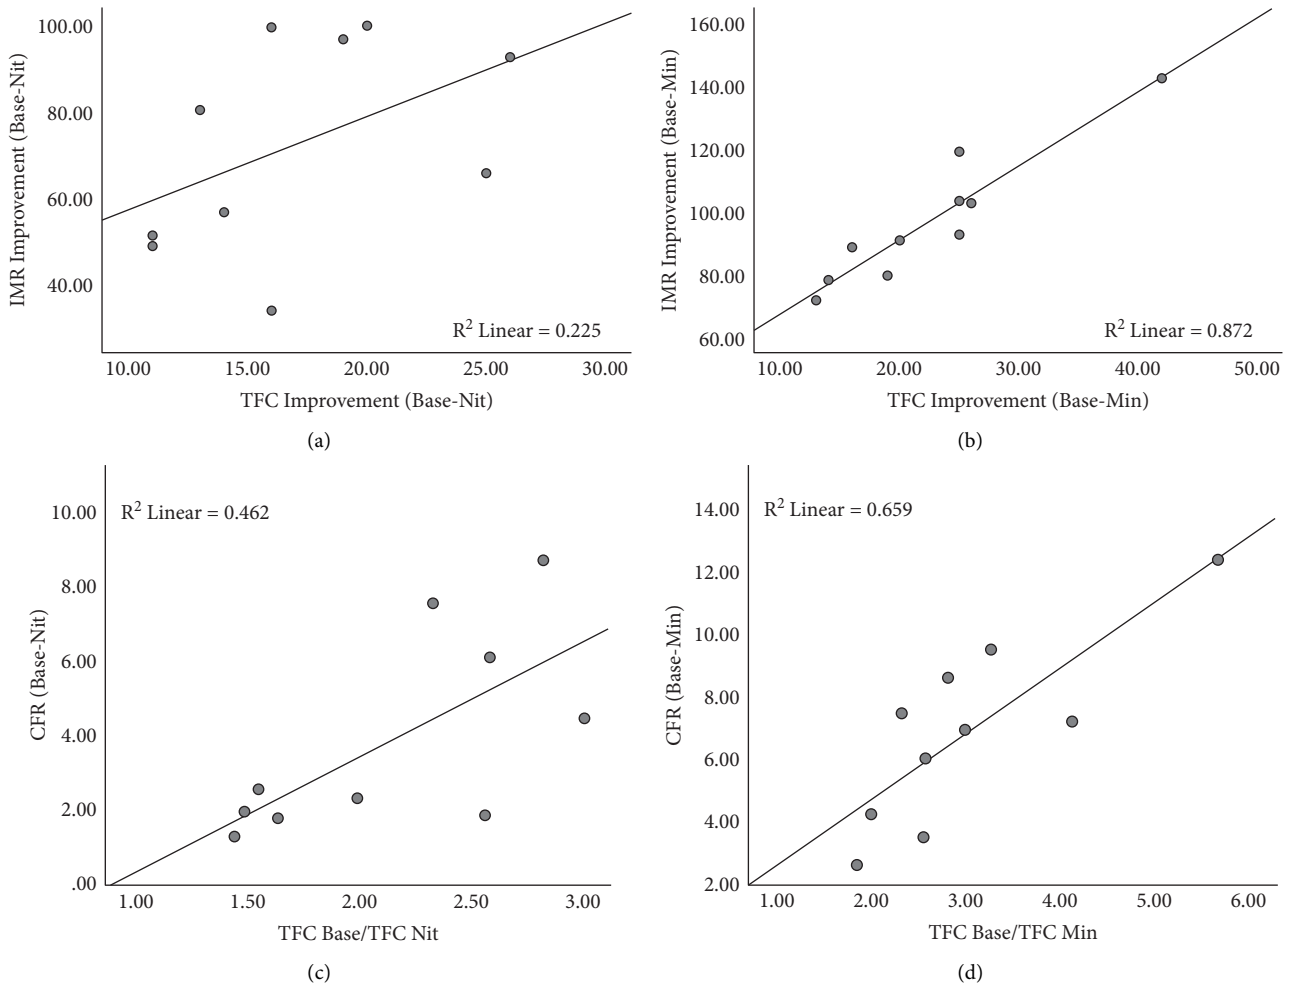 IMR Improvement (Base-Nit)
100.00
80.00
60.00
40.00
R² Linear = 0.225
10.00 15.00 20.00 25.00 30.00
TFC Improvement (Base-Nit)
(a)
IMR Improvement (Base-Min)
160.00
140.00
120.00
100.00
80.00
60.00
R² Linear = 0.872
10.00 20.00 30.00 40.00 50.00
TFC Improvement (Base-Min)
(b)
CFR (Base-Nit)
10.00
8.00
6.00
4.00
2.00
.00
R² Linear = 0.462
1.00 1.50 2.00 2.50 3.00
TFC Base/TFC Nit
(c)
CFR (Base-Min)
14.00
12.00
10.00
8.00
6.00
4.00
2.00
R² Linear = 0.659
1.00 2.00 3.00 4.00 5.00 6.00
TFC Base/TFC Min
(d)